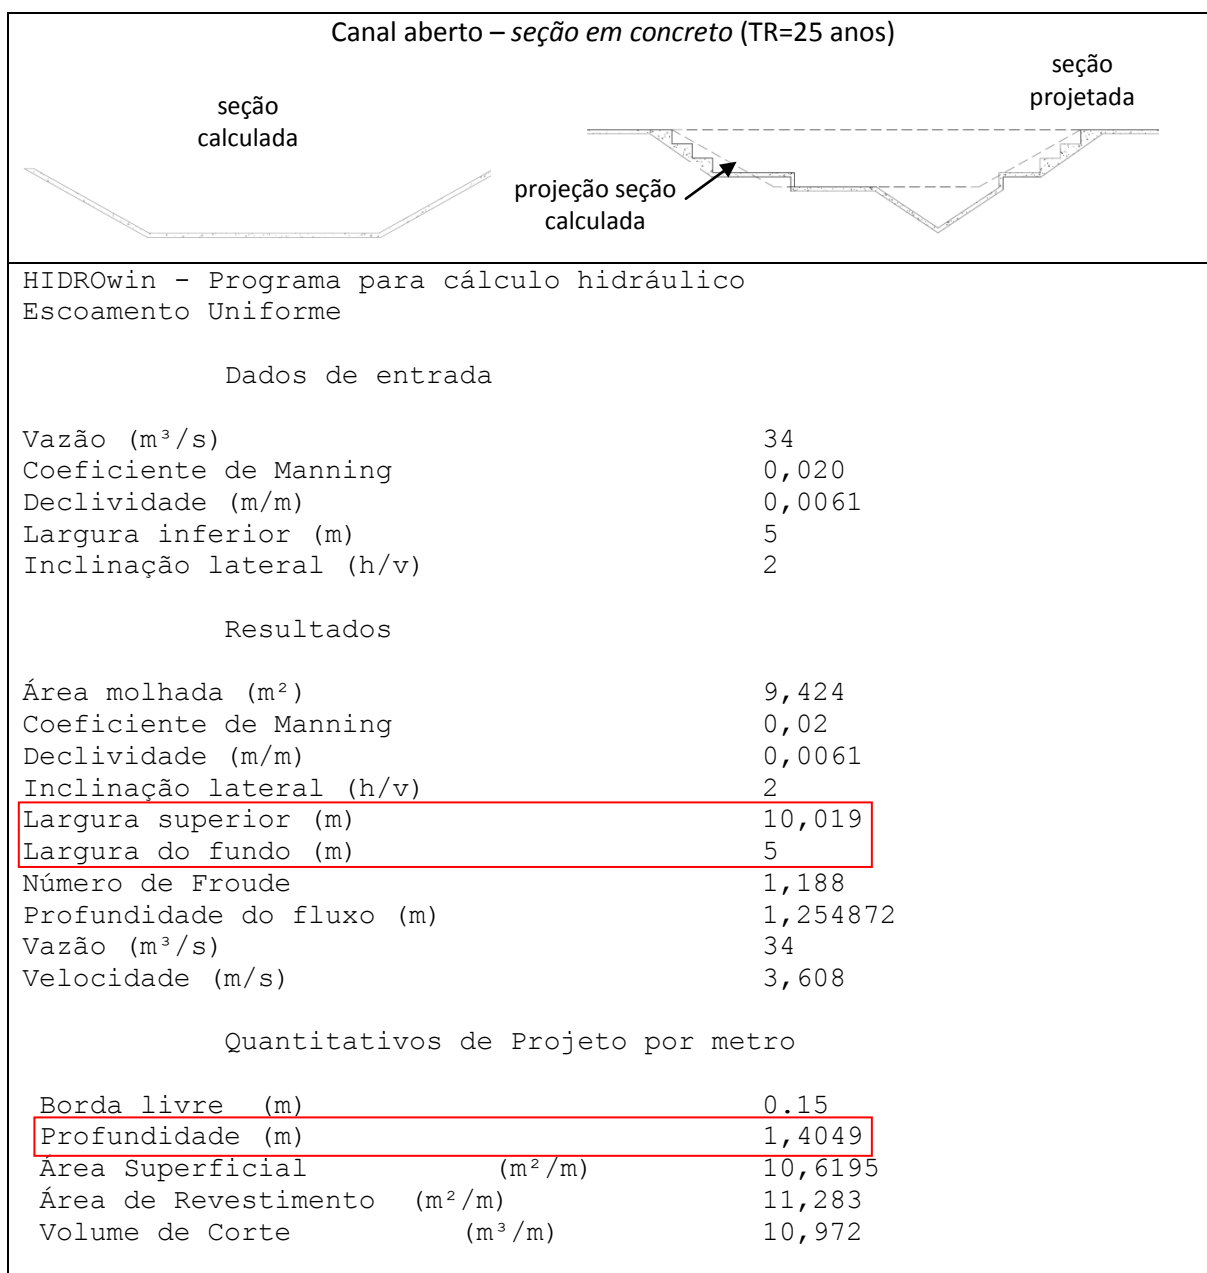 Canal aberto – seção em concreto (TR=25 anos)
seção
calculada
seção
projetada
projeção seção
calculada
HIDROwin - Programa para cálculo hidráulico
Escoamento Uniforme
Dados de entrada
Vazão (m³/s) 34
Coeficiente de Manning 0,020
Declividade (m/m) 0,0061
Largura inferior (m) 5
Inclinação lateral (h/v) 2
Resultados
Área molhada (m²) 9,424
Coeficiente de Manning 0,02
Declividade (m/m) 0,0061
Inclinação lateral (h/v) 2
Largura superior (m) 10,019
Largura do fundo (m) 5
Número de Froude 1,188
Profundidade do fluxo (m) 1,254872
Vazão (m³/s) 34
Velocidade (m/s) 3,608
Quantitativos de Projeto por metro
Borda livre (m) 0.15
Profundidade (m) 1,4049
Área Superficial (m²/m) 10,6195
Área de Revestimento (m²/m) 11,283
Volume de Corte (m³/m) 10,972